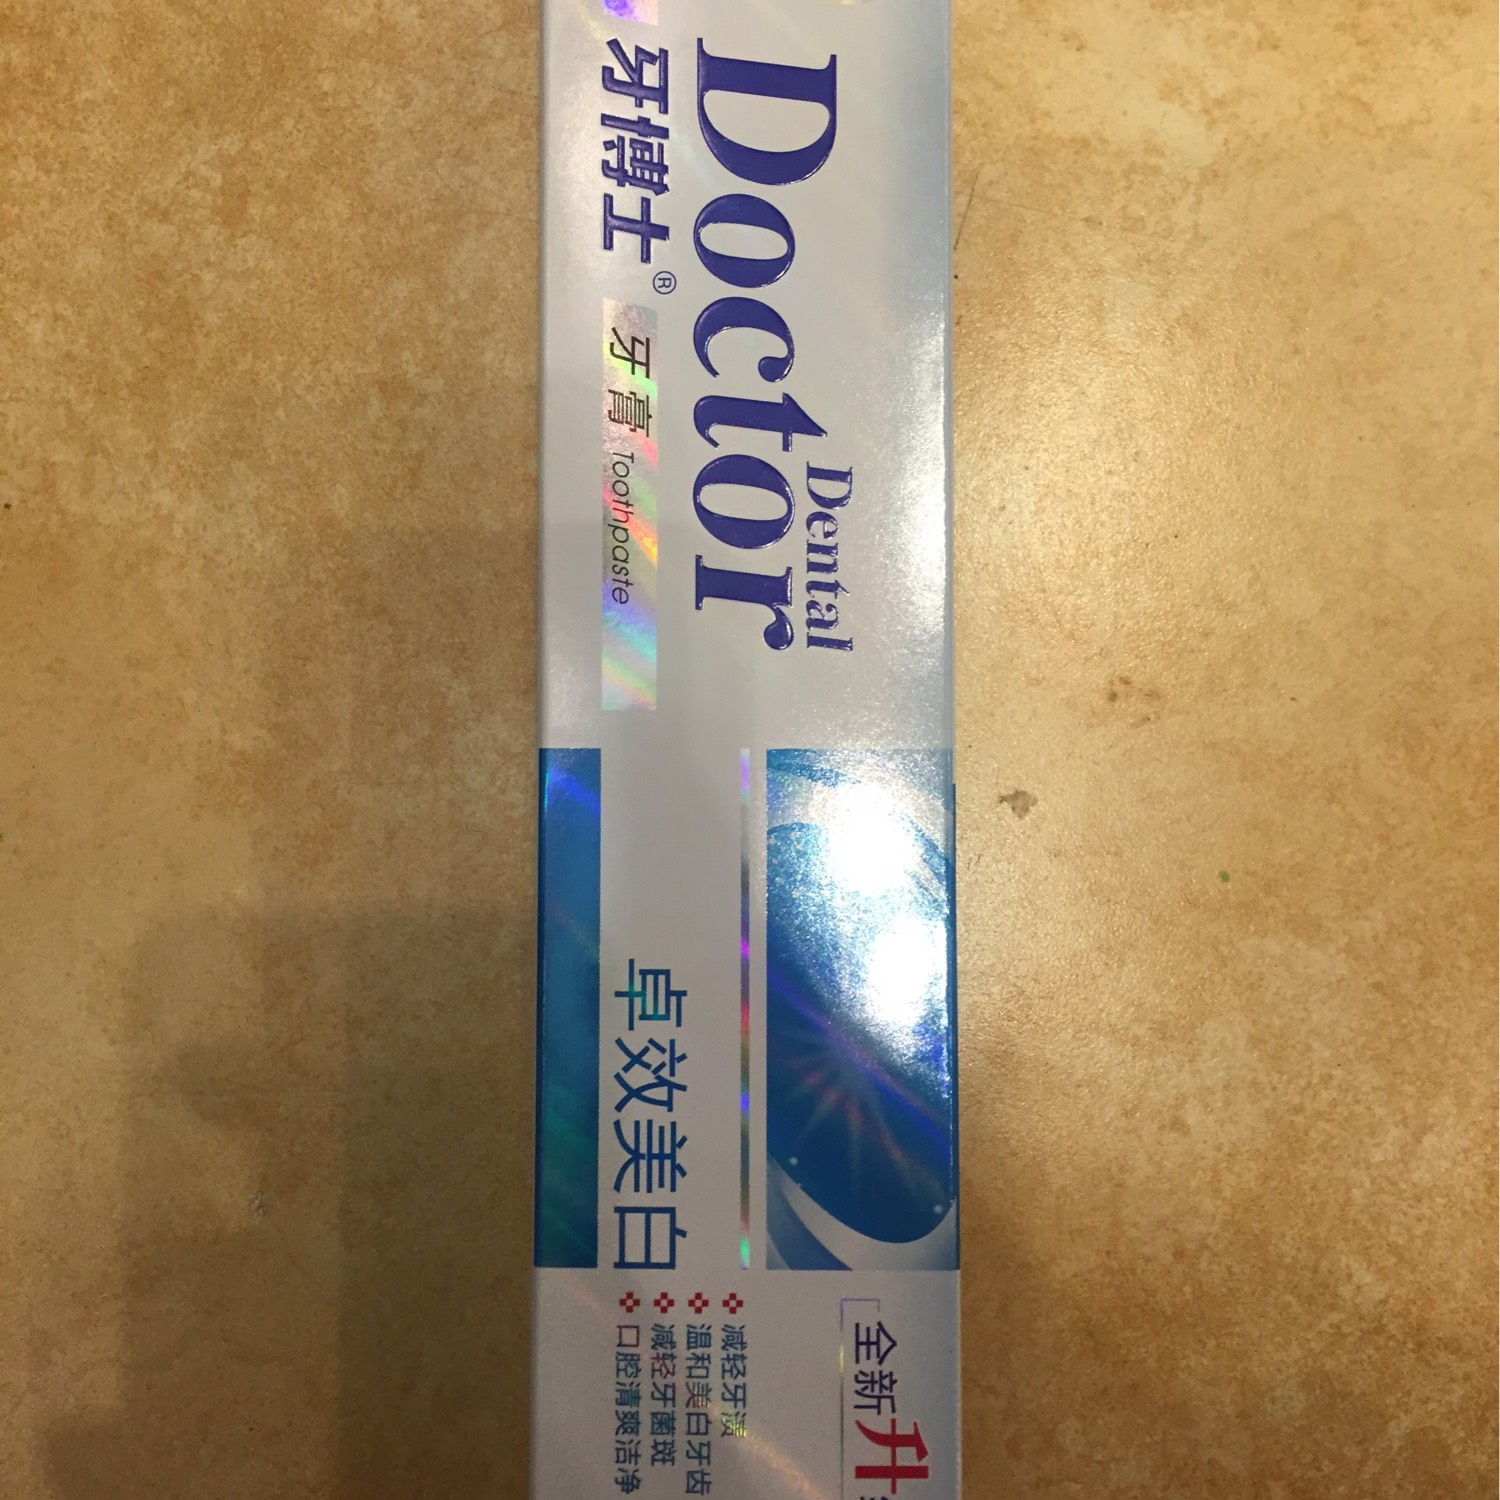 Dental
Doctor
牙博士®
牙膏 Toothpaste
卓效美白
全新升
减轻牙渍
温和美白牙齿
减轻牙菌斑
口腔清爽洁净